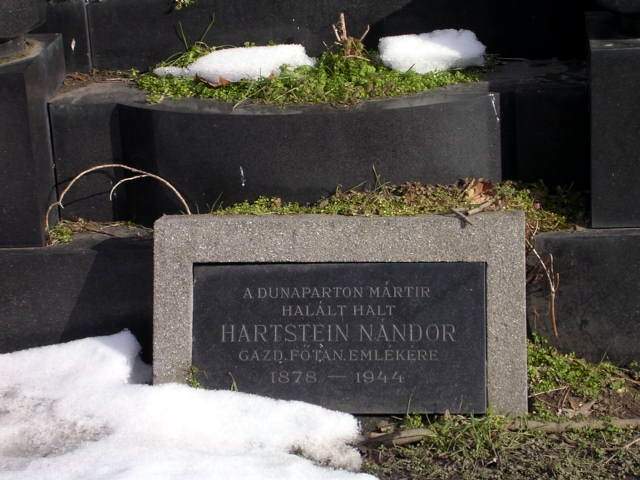 A DUNAPARTON MÁRTIR
HALÁLT HALT
HARTSTEIN NÁNDOR
GAZD. FŐTAN. EMLÉKÉRE
1878 — 1944